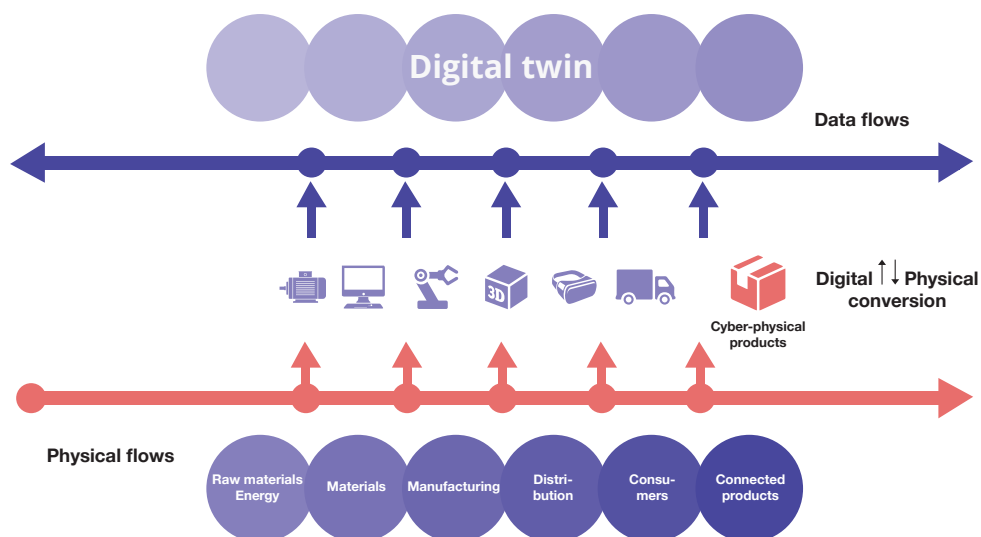 Digital twin
Data flows
3D
Digital Physical
conversion
Cyber-physical
products
Physical flows
Raw materials
Energy
Materials
Manufacturing
Distri-
bution
Consu-
mers
Connected
products